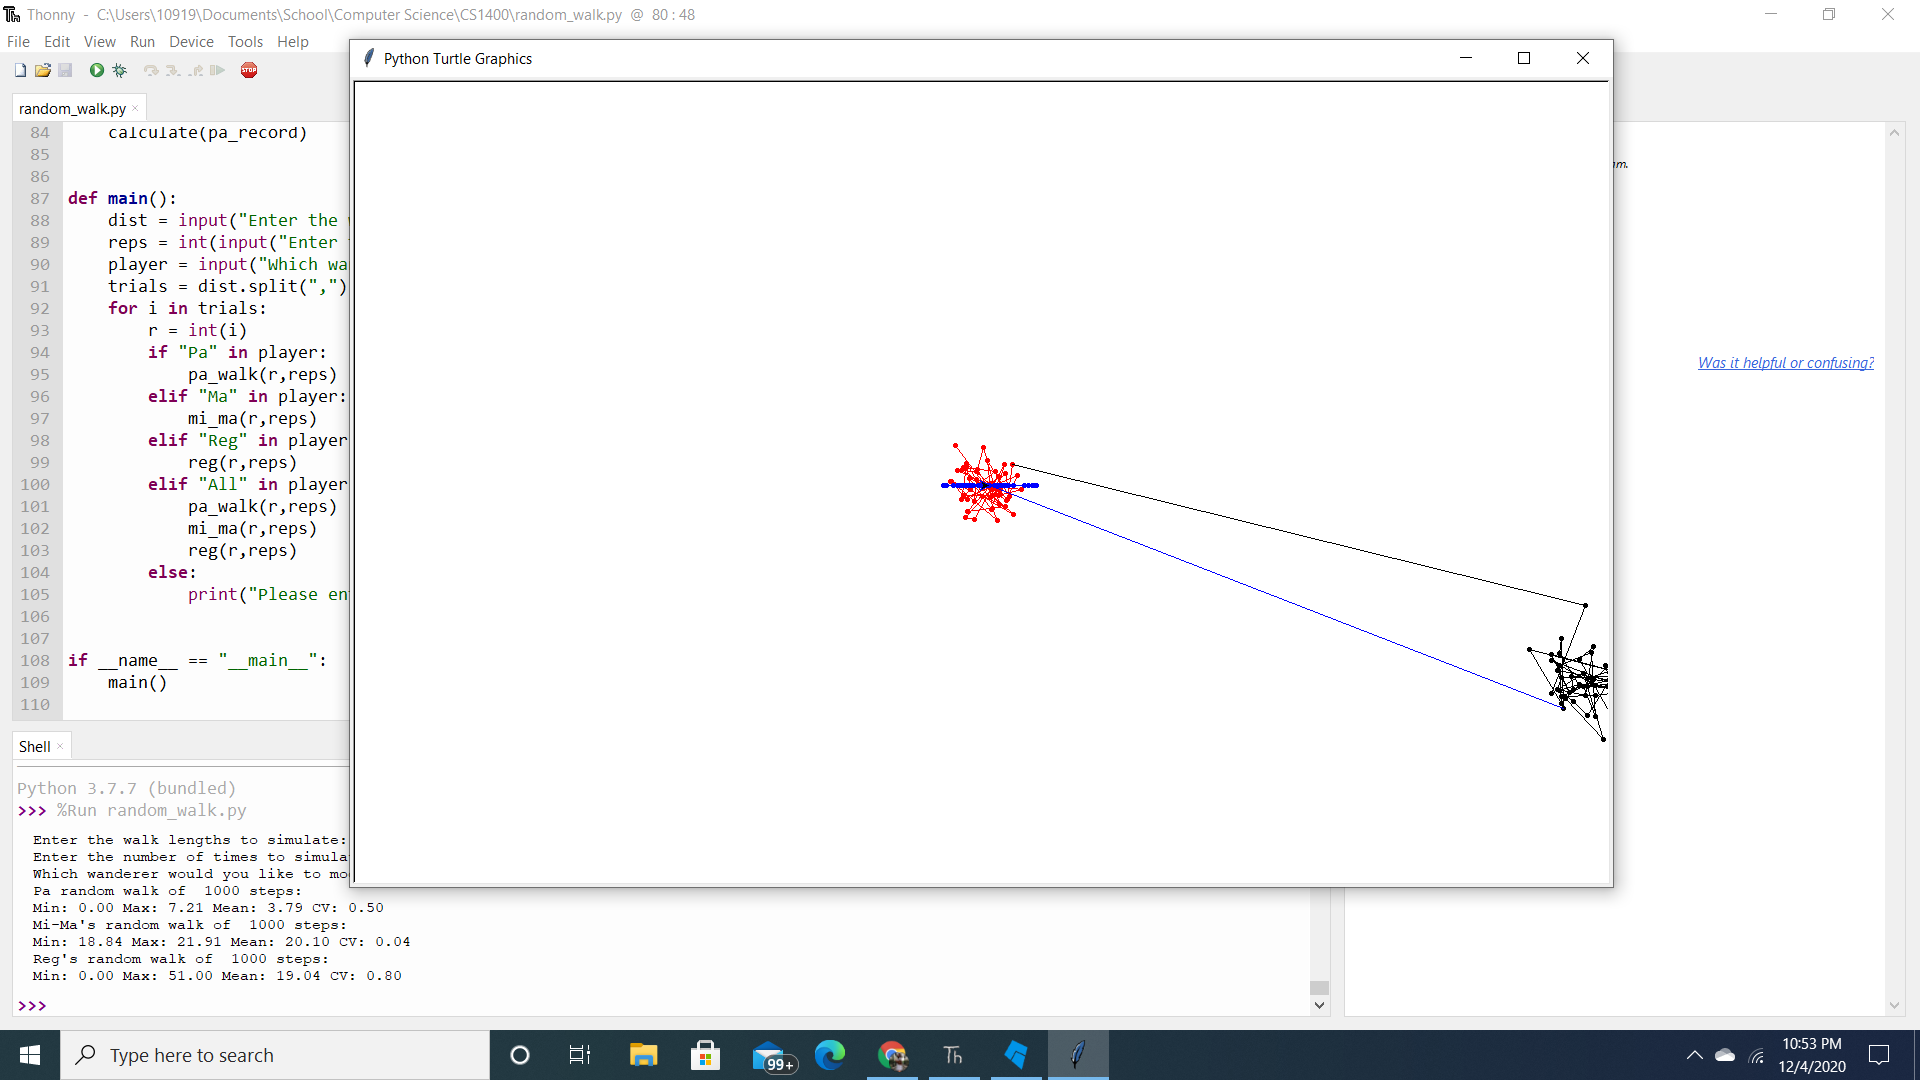 Thonny - C:\Users\10919\Documents\School\Computer Science\CS1400\random_walk.py @ 80 : 48
File Edit View Run Device Tools Help
STOP
Python Turtle Graphics
random_walk.py ×
84 calculate(pa_record)
85
86
87 def main():
88 dist = input("Enter the
89 reps = int(input("Enter
90 player = input("Which wa
91 trials = dist.split(",")
92 for i in trials:
93 r = int(i)
94 if "Pa" in player:
95 pa_walk(r,reps)
96 elif "Ma" in player:
97 mi_ma(r,reps)
98 elif "Reg" in player
99 reg(r,reps)
100 elif "All" in player
101 pa_walk(r,reps)
102 mi_ma(r,reps)
103 reg(r,reps)
104 else:
105 print("Please en
106
107
108 if __name__ == "__main__":
109 main()
110
Was it helpful or confusing?
Shell ×
Python 3.7.7 (bundled)
>>> %Run random_walk.py
Enter the walk lengths to simulate:
Enter the number of times to simula
Which wanderer would you like to mo
Pa random walk of  1000 steps:
Min: 0.00 Max: 7.21 Mean: 3.79 CV: 0.50
Mi-Ma's random walk of  1000 steps:
Min: 18.84 Max: 21.91 Mean: 20.10 CV: 0.04
Reg's random walk of  1000 steps:
Min: 0.00 Max: 51.00 Mean: 19.04 CV: 0.80
>>>
Type here to search
99+
Th
10:53 PM
12/4/2020